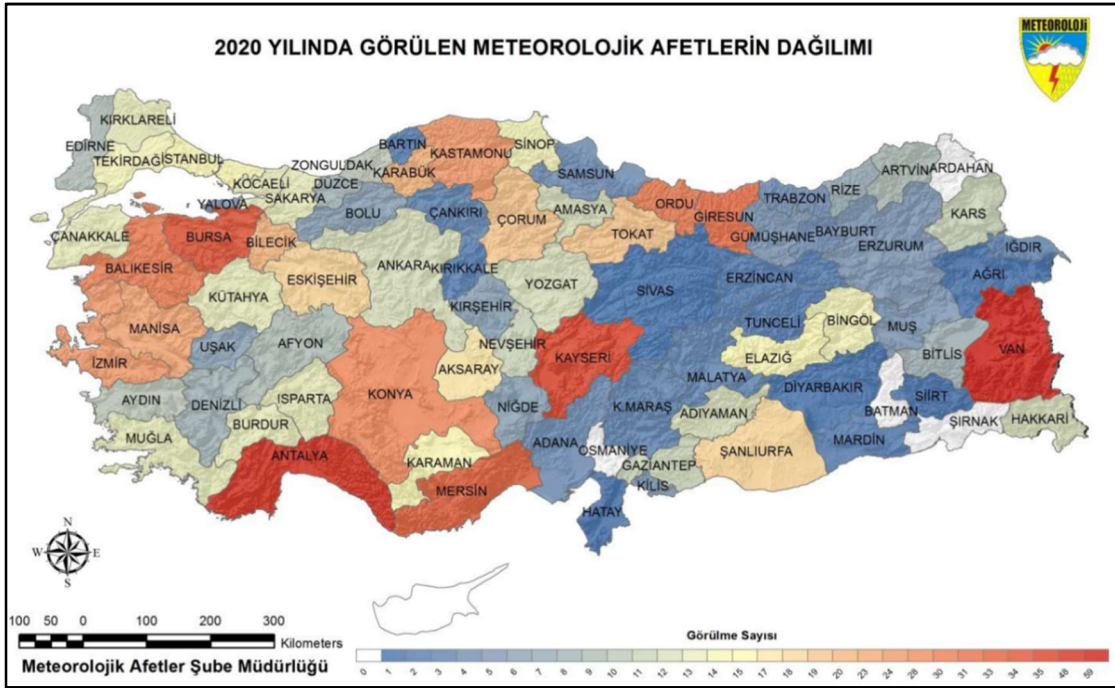 2020 YILINDA GÖRÜLEN METEOROLOJİK AFETLERİN DAĞILIMI
METEOROLOJİ
KIRKLARELİ
EDİRNE
TEKİRDAĞ
İSTANBUL
ZONGULDAK
BARTIN
KASTAMONU
SİNOP
KARABÜK
SAMSUN
ARTVİN
ARDAHAN
KOCAELİ
SAKARYA
DÜZCE
YALOVA
BOLU
ÇANKIRI
ÇORUM
AMASYA
ORDU
GİRESUN
TRABZON
RİZE
KARS
ÇANAKKALE
BURSA
BİLECİK
TOKAT
GÜMÜŞHANE
BAYBURT
ERZURUM
IĞDIR
BALIKESİR
ESKİŞEHİR
ANKARA
KIRIKKALE
YOZGAT
SİVAS
ERZİNCAN
AĞRI
KÜTAHYA
KIRŞEHİR
TUNCELİ
BİNGÖL
MUŞ
MANİSA
UŞAK
AFYON
NEVŞEHİR
KAYSERİ
ELAZIĞ
BİTLİS
VAN
İZMİR
AKSARAY
MALATYA
DİYARBAKIR
SİİRT
AYDIN
DENİZLİ
ISPARTA
KONYA
NİĞDE
K.MARAŞ
ADIYAMAN
BATMAN
ŞIRNAK
HAKKARİ
MUĞLA
BURDUR
ADANA
OSMANİYE
MARDİN
ANTALYA
KARAMAN
GAZİANTEP
ŞANLIURFA
MERSİN
KİLİS
HATAY
N
W E
S
100 50 0 100 200 300
Kilometers
Meteorolojik Afetler Şube Müdürlüğü
Görülme Sayısı
0 1 2 3 4 5 6 7 8 9 10 11 12 13 14 15 17 18 19 20 24 26 28 30 31 33 34 35 48 59